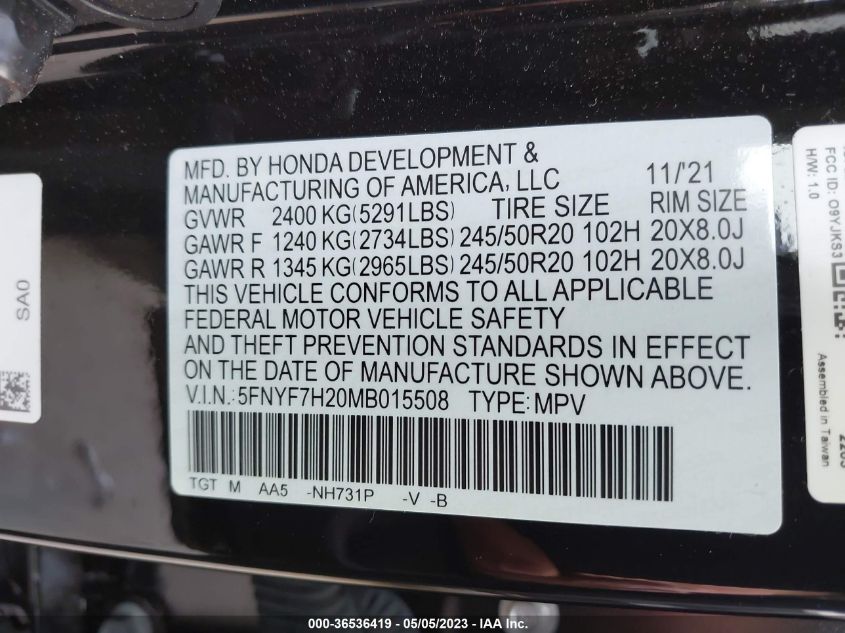 MFD. BY HONDA DEVELOPMENT &
MANUFACTURING OF AMERICA, LLC 11/'21
GVWR 2400 KG(5291LBS) TIRE SIZE RIM SIZE
GAWR F 1240 KG(2734LBS) 245/50R20 102H 20X8.0J
GAWR R 1345 KG(2965LBS) 245/50R20 102H 20X8.0J
THIS VEHICLE CONFORMS TO ALL APPLICABLE
FEDERAL MOTOR VEHICLE SAFETY
AND THEFT PREVENTION STANDARDS IN EFFECT
ON THE DATE OF MANUFACTURE SHOWN ABOVE.
V.I.N.:5FNYF7H20MB015508 TYPE:MPV
TGT M AA5 -NH731P -V -B
SA0
FCC ID: O9YJKS3
H/W: 1.0
Assembled in Taiwan
000-36536419 - 05/05/2023 - IAA Inc.